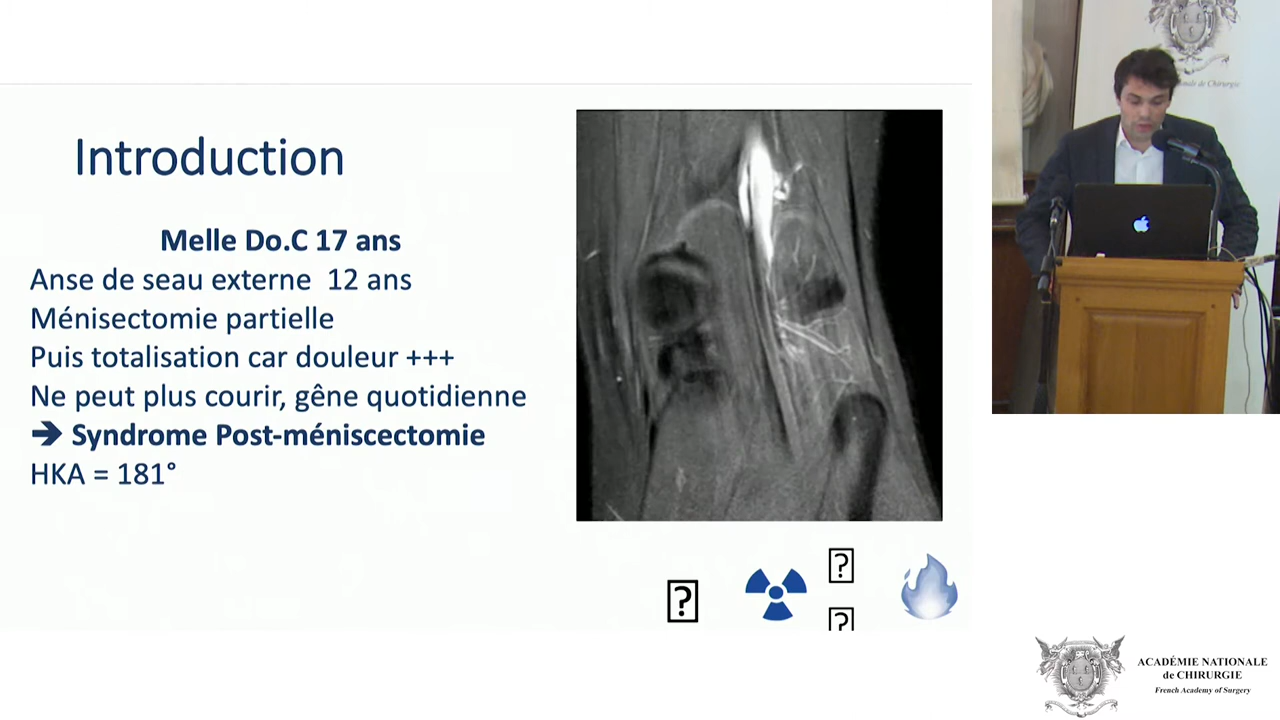 Introduction
Melle Do.C 17 ans
Anse de seau externe 12 ans
Ménisectomie partielle
Puis totalisation car douleur +++
Ne peut plus courir, gêne quotidienne
➔ Syndrome Post-méniscectomie
HKA = 181°
ACADÉMIE NATIONALE
de CHIRURGIE
French Academy of Surgery